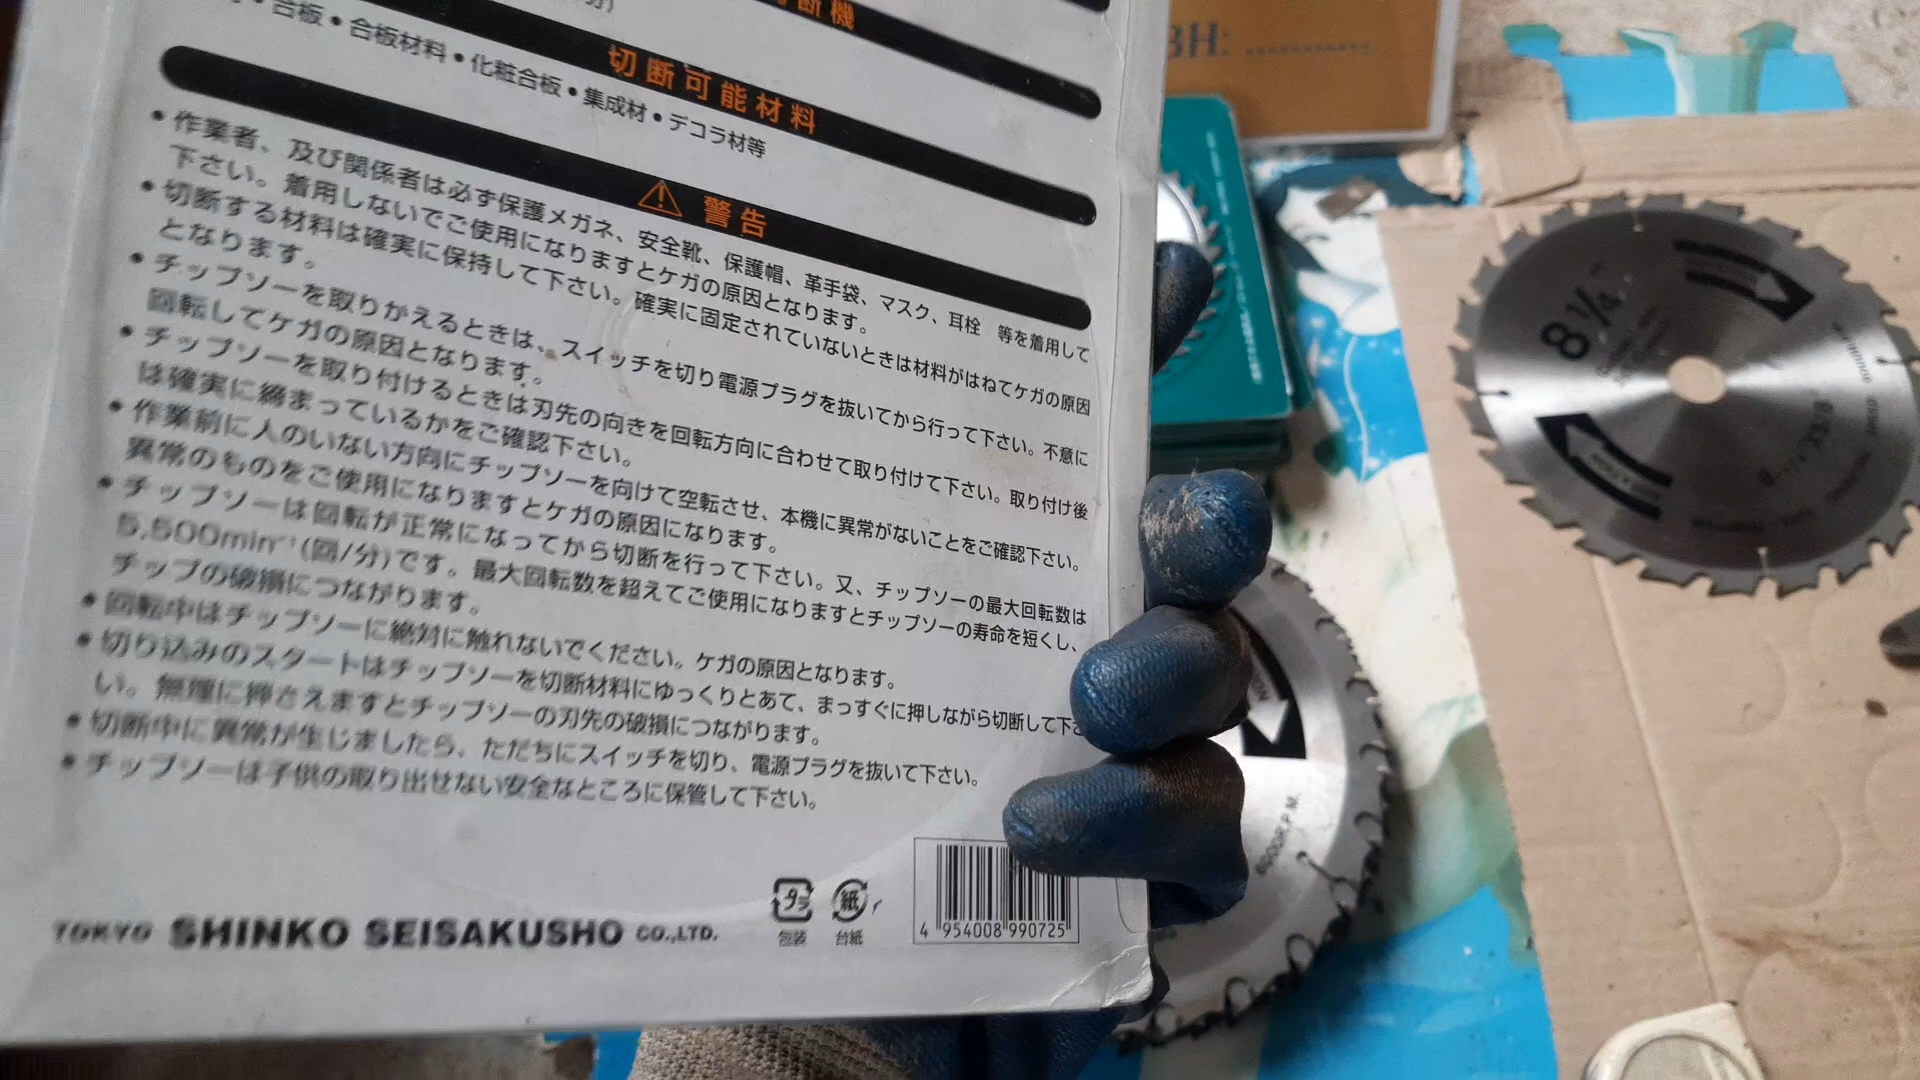 切断機
分)
合板・合板材料・化粧合板・集成材・デコラ材等
切断可能材料
⚠ 警告
・作業者、及び関係者は必ず保護メガネ、安全靴、保護帽、革手袋、マスク、耳栓 等を着用して
下さい。着用しないでご使用になりますとケガの原因となります。
・切断する材料は確実に保持して下さい。確実に固定されていないときは材料がはねてケガの原因
となります。
・チップソーを取りかえるときは、スイッチを切り電源プラグを抜いてから行って下さい。不意に
回転してケガの原因となります。
・チップソーを取り付けるときは刃先の向きを回転方向に合わせて取り付けて下さい。取り付け後
は確実に締まっているかをご確認下さい。
・作業前に人のいない方向にチップソーを向けて空転させ、本機に異常がないことをご確認下さい。
異常のものをご使用になりますとケガの原因になります。
・チップソーは回転が正常になってから切断を行って下さい。又、チップソーの最大回転数は
5,500min⁻¹(回/分)です。最大回転数を超えてご使用になりますとチップソーの寿命を短くし、
チップの破損につながります。
・回転中はチップソーに絶対に触れないでください。ケガの原因となります。
・切り込みのスタートはチップソーを切断材料にゆっくりとあて、まっすぐに押しながら切断して下さ
い。無理に押さえますとチップソーの刃先の破損につながります。
・切断中に異常が生じましたら、ただちにスイッチを切り、電源プラグを抜いて下さい。
・チップソーは子供の取り出せない安全なところに保管して下さい。
TOKYO SHINKO SEISAKUSHO CO.,LTD.
プラ
包装
紙
台紙
4 954008 990725
BH:
8 1/4"
6000R.P.M.